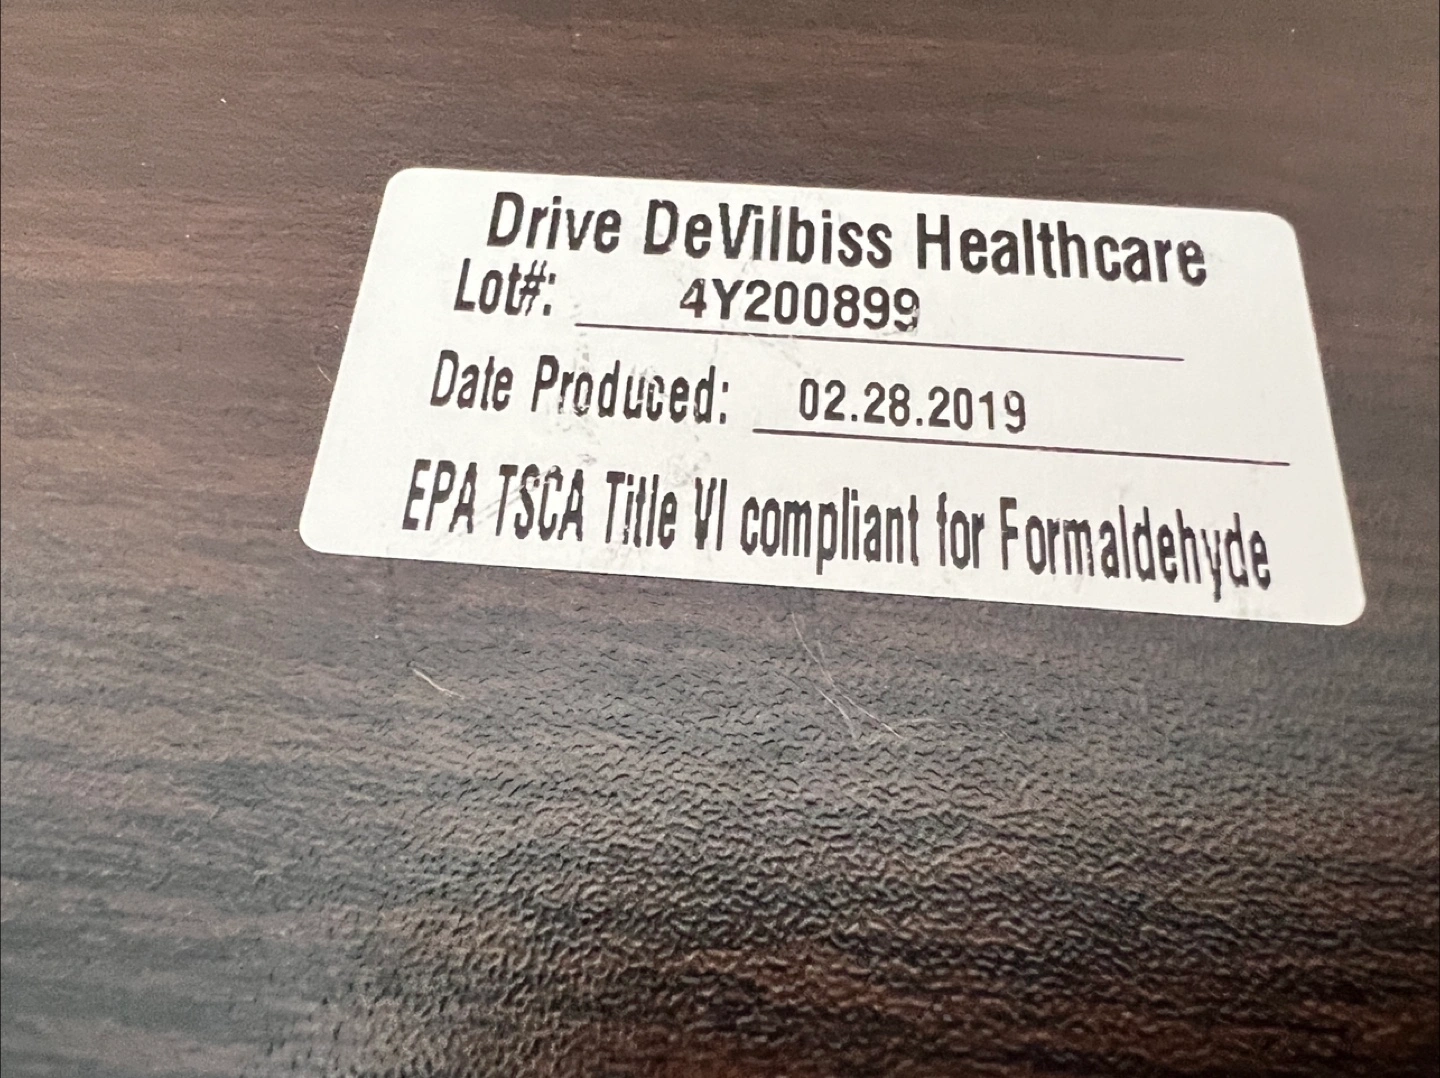 Drive DeVilbiss Healthcare
Lot#: 4Y200899
Date Produced: 02.28.2019
EPA TSCA Title VI compliant for Formaldehyde